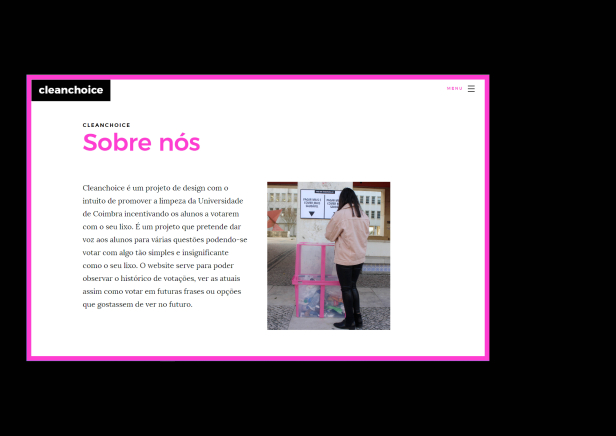 cleanchoice
MENU
CLEANCHOICE
Sobre nós
Cleanchoice é um projeto de design com o
intuito de promover a limpeza da Universidade
de Coimbra incentivando os alunos a votarem
com o seu lixo. É um projeto que pretende dar
voz aos alunos para várias questões podendo-se
votar com algo tão simples e insignificante
como o seu lixo. O website serve para poder
observar o histórico de votações, ver as atuais
assim como votar em futuras frases ou opções
que gostassem de ver no futuro.